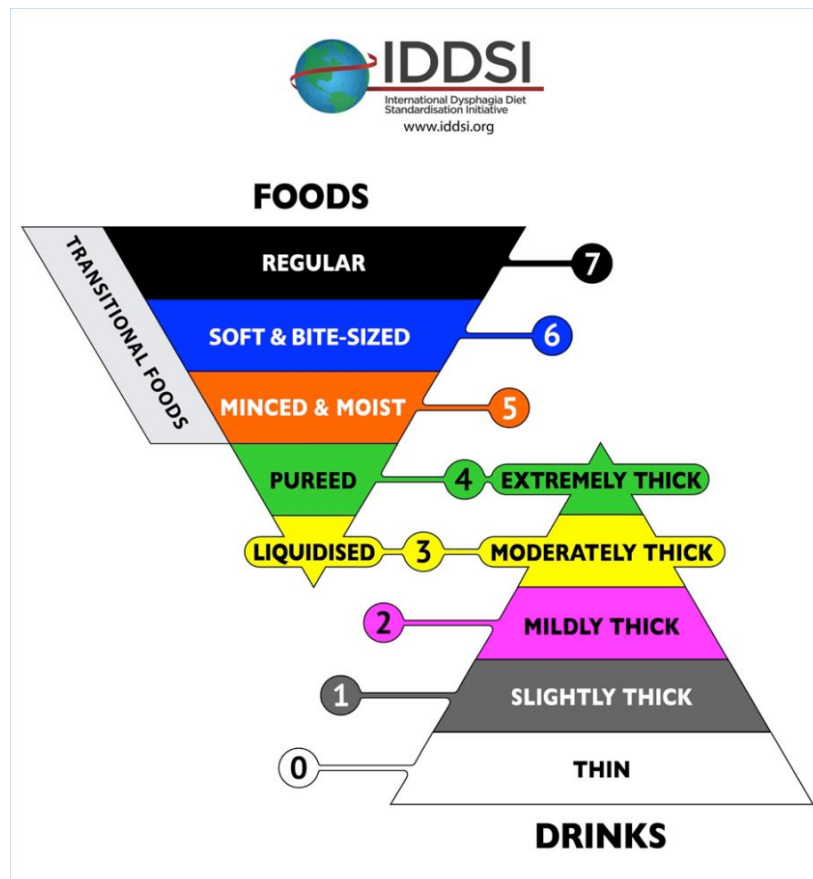 IDDSI
International Dysphagia Diet
Standardisation Initiative
www.iddsi.org
FOODS
TRANSITIONAL FOODS
REGULAR
7
SOFT & BITE-SIZED
6
MINCED & MOIST
5
PUREED
4
EXTREMELY THICK
LIQUIDISED
3
MODERATELY THICK
2
MILDLY THICK
1
SLIGHTLY THICK
0
THIN
DRINKS